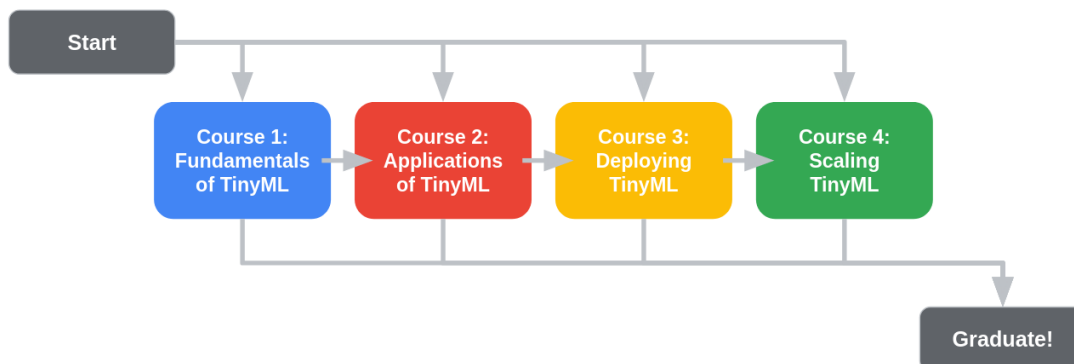 Start
Course 1:
Fundamentals
of TinyML
Course 2:
Applications
of TinyML
Course 3:
Deploying
TinyML
Course 4:
Scaling
TinyML
Graduate!